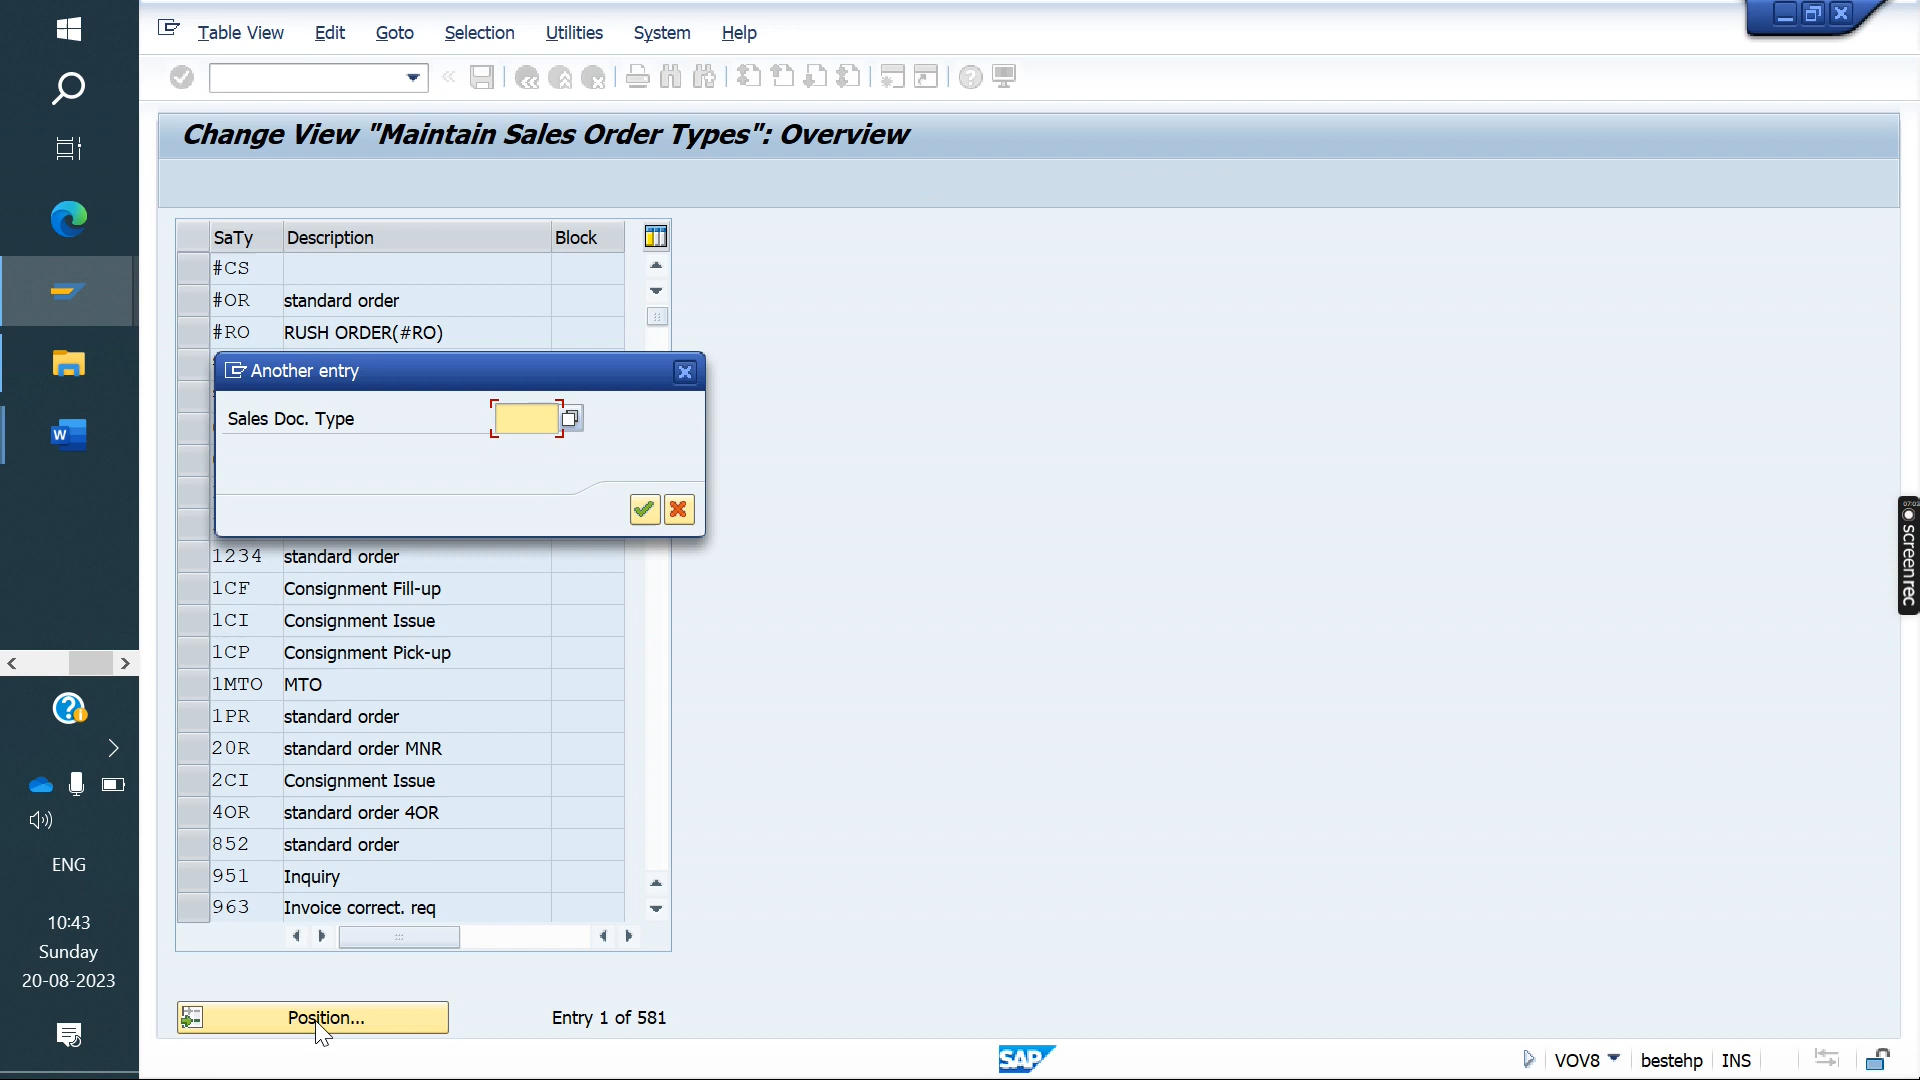 Table View Edit Goto Selection Utilities System Help
Change View "Maintain Sales Order Types": Overview
SaTy Description Block
#CS
#OR standard order
#RO RUSH ORDER(#RO)
Another entry
Sales Doc. Type
1234 standard order
1CF Consignment Fill-up
1CI Consignment Issue
1CP Consignment Pick-up
1MTO MTO
1PR standard order
2OR standard order MNR
2CI Consignment Issue
4OR standard order 4OR
852 standard order
951 Inquiry
963 Invoice correct. req
Position... Entry 1 of 581
SAP VOV8 bestehp INS
W
ENG
10:43
Sunday
20-08-2023
07:03
screenrec